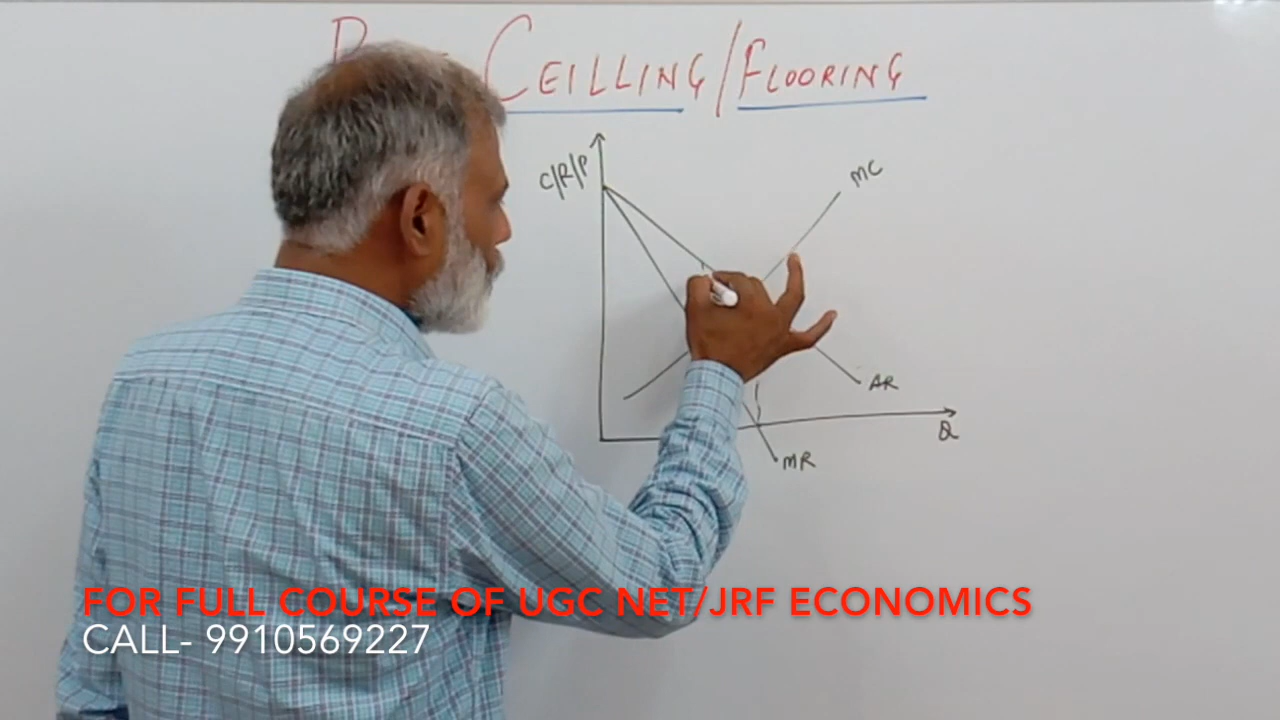 CEILLING/FLOORING
C/R/P
MC
AR
Q
MR
FOR FULL COURSE OF UGC NET/JRF ECONOMICS
CALL- 9910569227